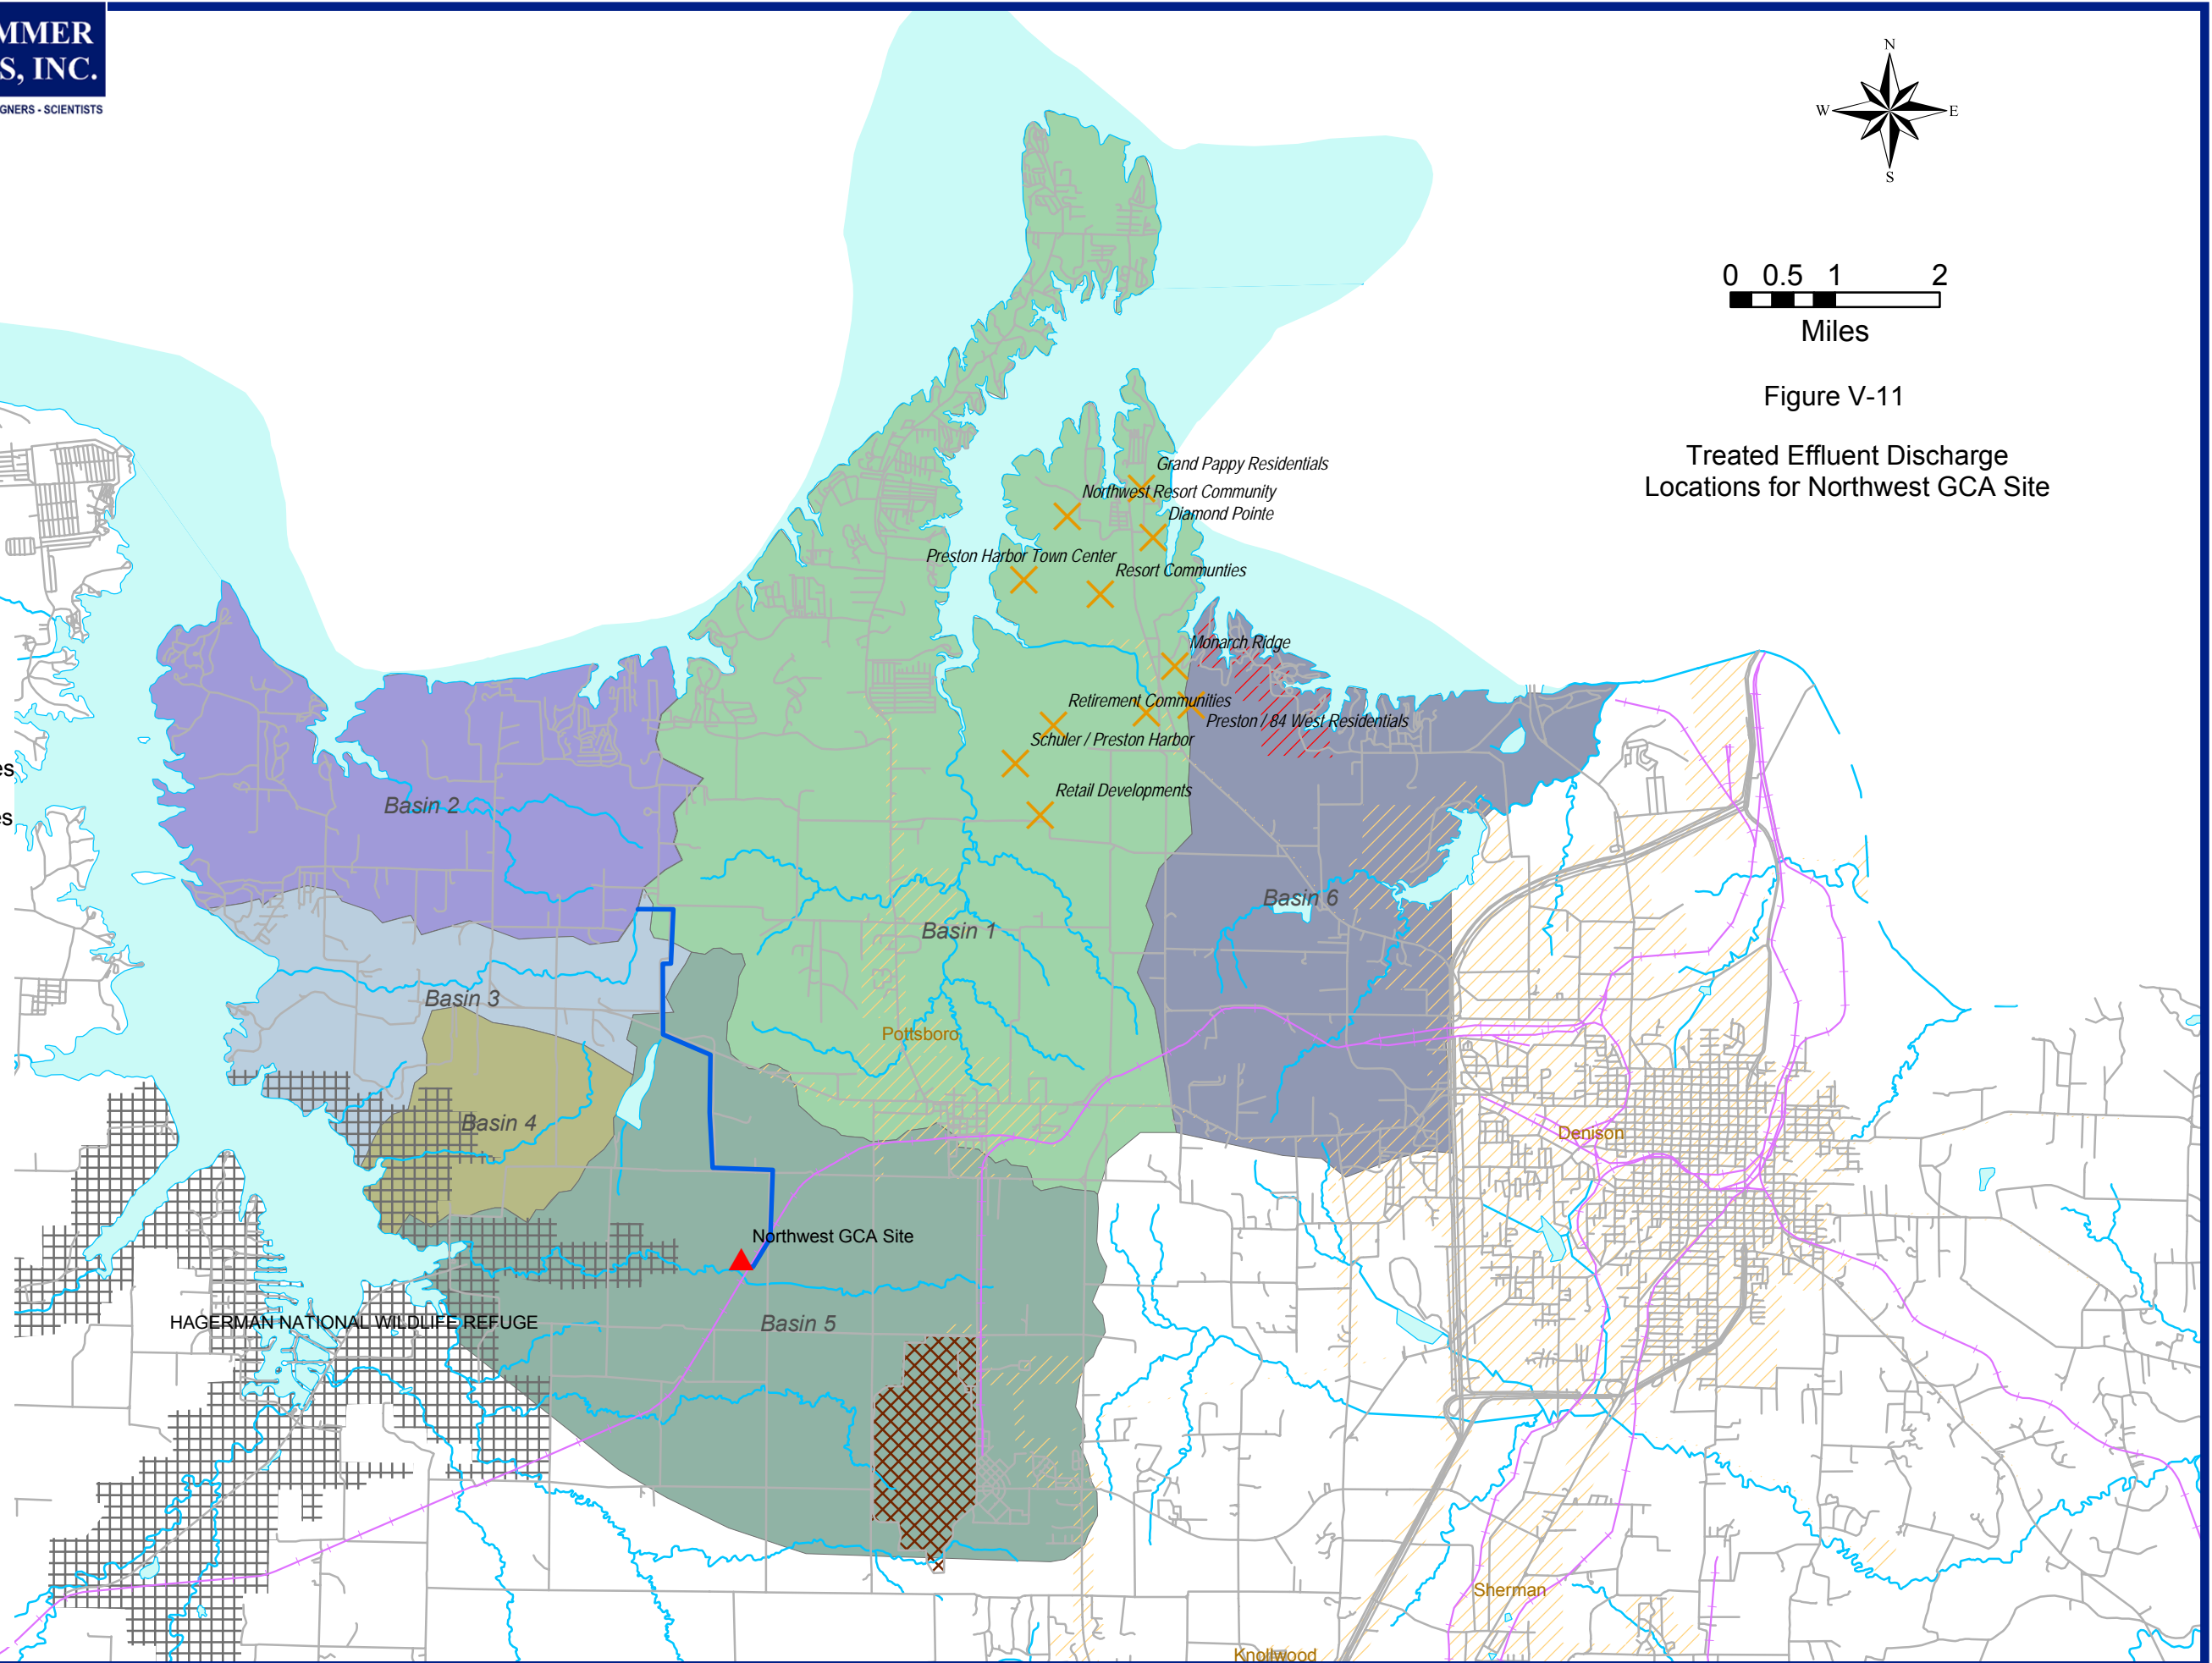 MMER
S, INC.
GNERS - SCIENTISTS
N
W
E
S
0 0.5 1 2
Miles
Figure V-11
Treated Effluent Discharge
Locations for Northwest GCA Site
Grand Pappy Residentials
Northwest Resort Community
Diamond Pointe
Preston Harbor Town Center
Resort Communties
Monarch Ridge
Retirement Communities
Preston / 84 West Residentials
Schuler / Preston Harbor
Retail Developments
es
es
Basin 2
Basin 6
Basin 1
Basin 3
Pottsboro
Basin 4
Denison
Northwest GCA Site
HAGERMAN NATIONAL WILDLIFE REFUGE
Basin 5
Sherman
Knollwood